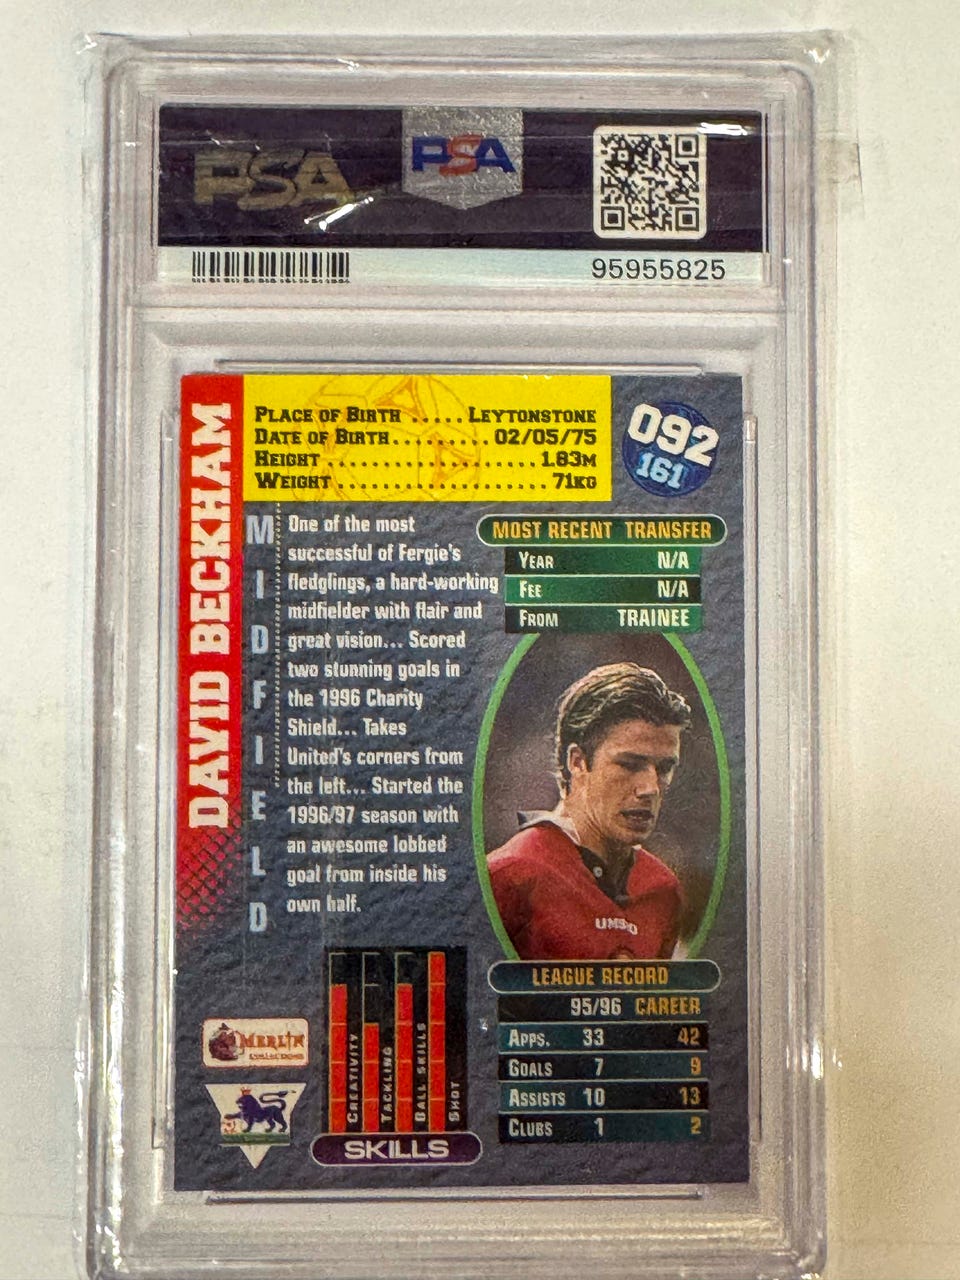 PSA
PSA
95955825
DAVID BECKHAM
MIDFIELD
PLACE OF BIRTH ..... LEYTONSTONE
DATE OF BIRTH......... 02/05/75
HEIGHT .................... 1.83M
WEIGHT .................... 71KG
092
161
One of the most
successful of Fergie's
fledglings, a hard-working
midfielder with flair and
great vision... Scored
two stunning goals in
the 1996 Charity
Shield... Takes
United's corners from
the left... Started the
1996/97 season with
an awesome lobbed
goal from inside his
own half.
MOST RECENT TRANSFER
YEAR N/A
FEE N/A
FROM TRAINEE
UMBRO
LEAGUE RECORD
95/96 CAREER
APPS. 33 42
GOALS 7 9
ASSISTS 10 13
CLUBS 1 2
CREATIVITY
TACKLING
BALL SKILLS
SHOT
SKILLS
MERLIN
COLLECTIONS